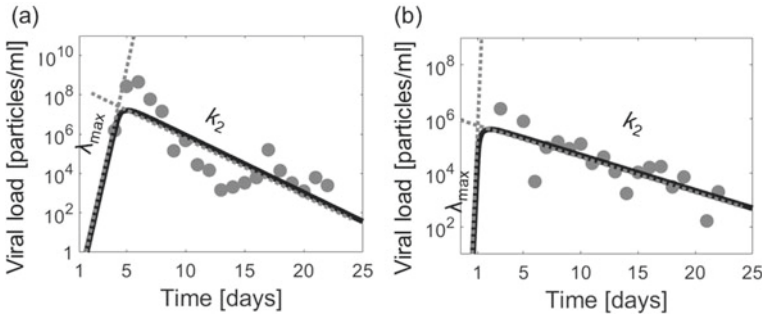 (a)
Viral load [particles/ml]
10^10
10^8
10^6
10^4
10^2
1
λmax
k2
1 5 10 15 20 25
Time [days]
(b)
Viral load [particles/ml]
10^8
10^6
10^4
10^2
λmax
k2
1 5 10 15 20 25
Time [days]